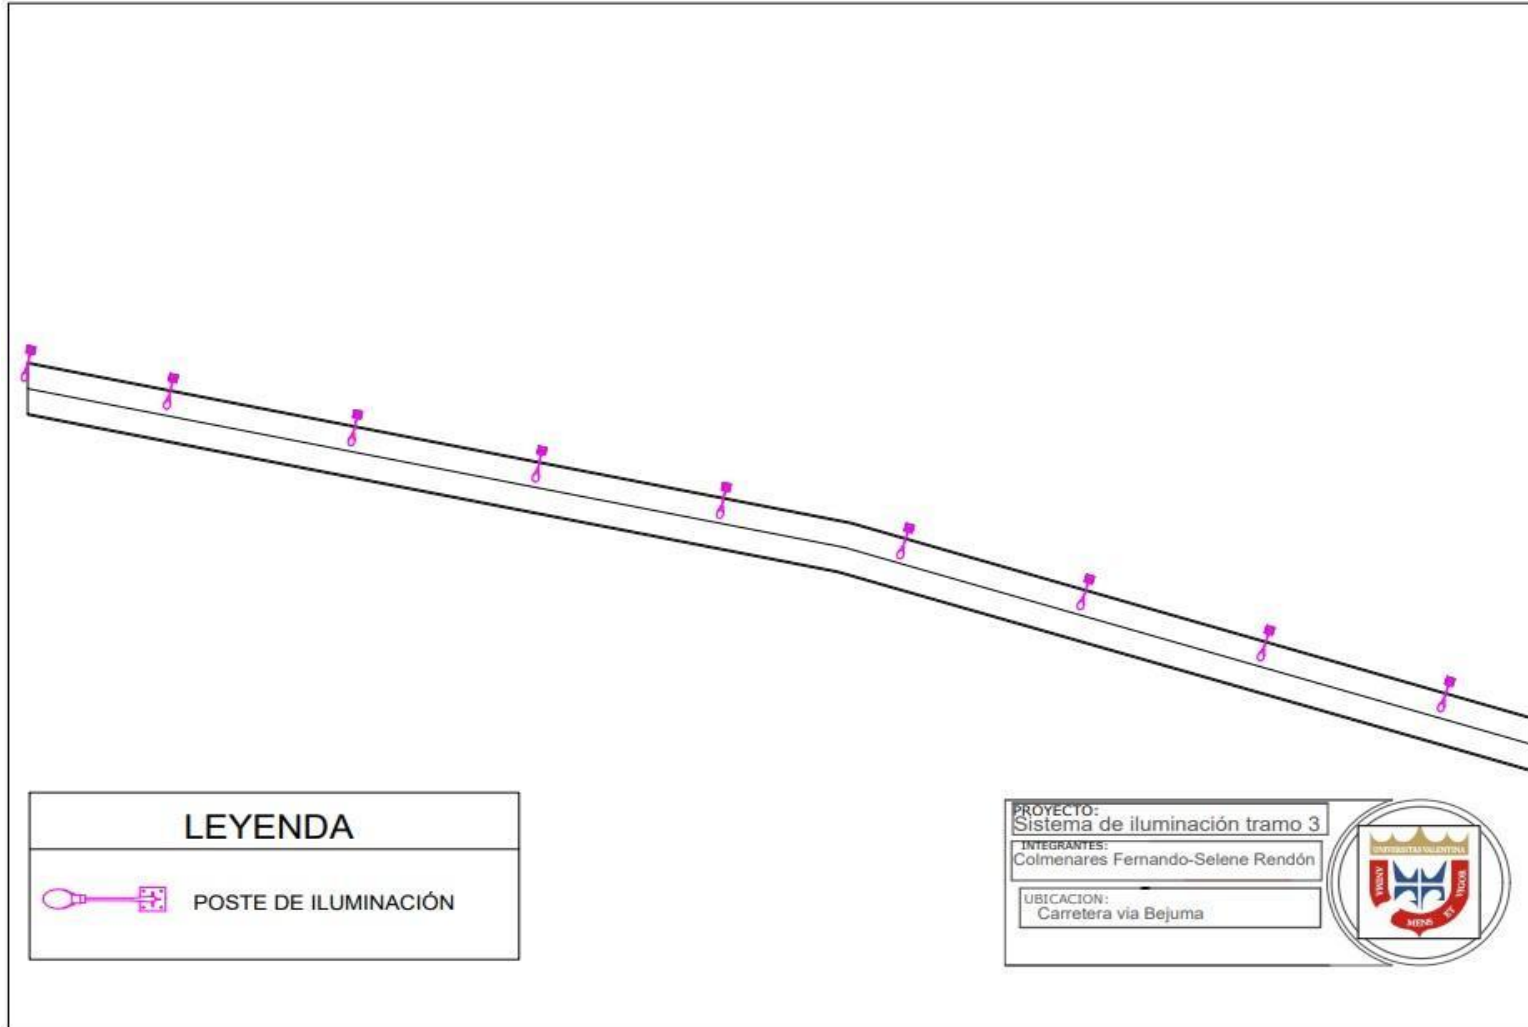 LEYENDA
POSTE DE ILUMINACIÓN
PROYECTO:
Sistema de iluminación tramo 3
INTEGRANTES:
Colmenares Fernando-Selene Rendón
UBICACION:
Carretera via Bejuma
UNIVERSITAS VALENTINA
ANIMA
MENS
ET
VIGOR